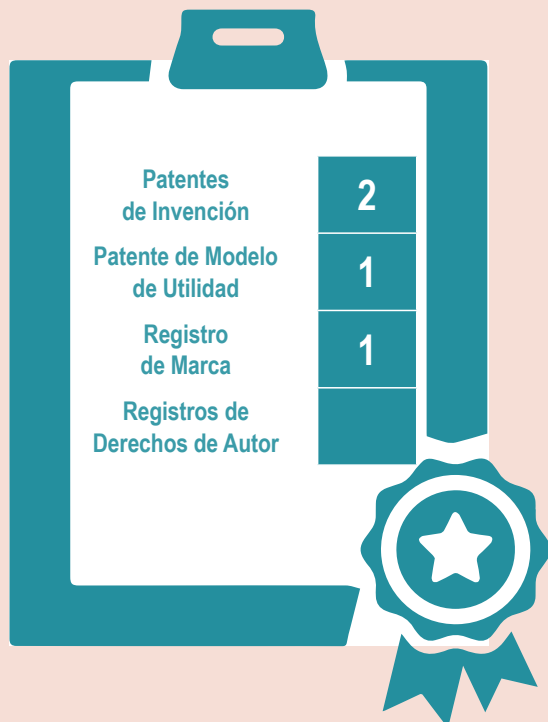 Patentes
de Invención
2
Patente de Modelo
de Utilidad
1
Registro
de Marca
1
Registros de
Derechos de Autor